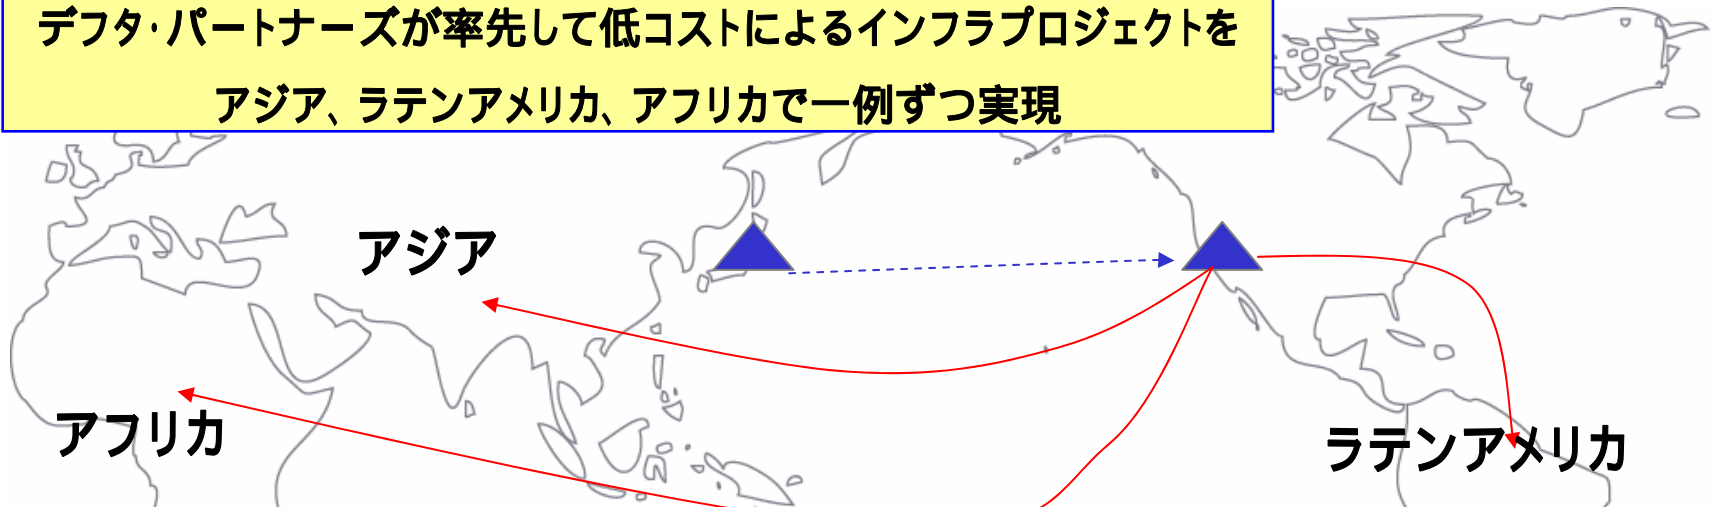 デフタ・パートナーズが率先して低コストによるインフラプロジェクトを
アジア、ラテンアメリカ、アフリカで一例ずつ実現
アジア
アフリカ
ラテンアメリカ